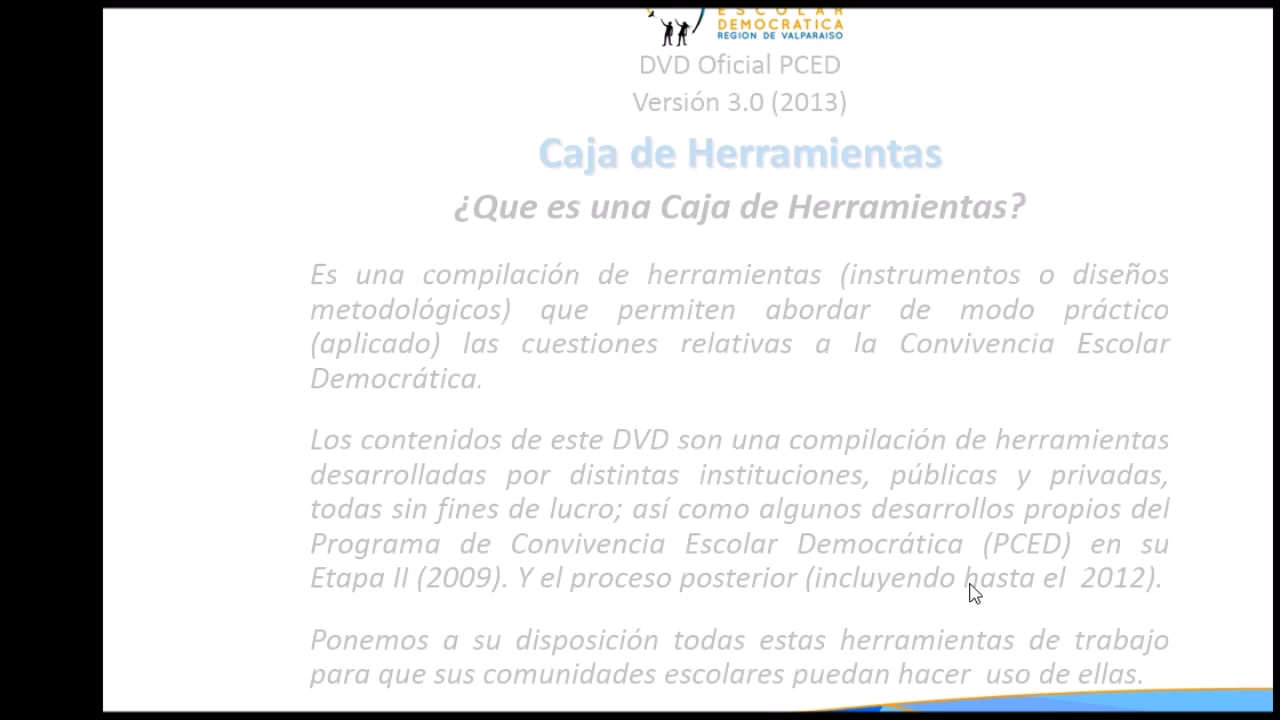 ESCOLAR
DEMOCRATICA
REGION DE VALPARAISO
DVD Oficial PCED
Versión 3.0 (2013)
Caja de Herramientas
¿Que es una Caja de Herramientas?
Es una compilación de herramientas (instrumentos o diseños
metodológicos) que permiten abordar de modo práctico
(aplicado) las cuestiones relativas a la Convivencia Escolar
Democrática.
Los contenidos de este DVD son una compilación de herramientas
desarrolladas por distintas instituciones, públicas y privadas,
todas sin fines de lucro; así como algunos desarrollos propios del
Programa de Convivencia Escolar Democrática (PCED) en su
Etapa II (2009). Y el proceso posterior (incluyendo hasta el 2012).
Ponemos a su disposición todas estas herramientas de trabajo
para que sus comunidades escolares puedan hacer uso de ellas.